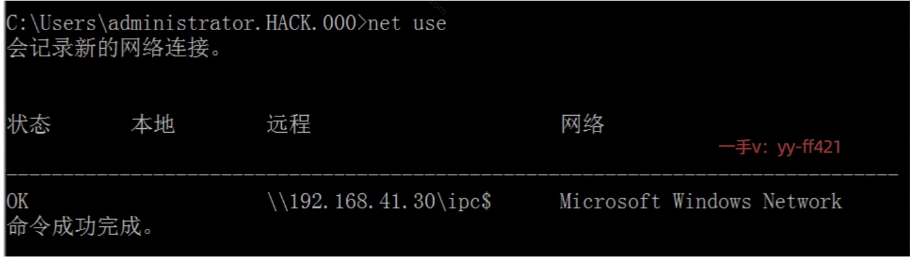 C:\Users\administrator.HACK.000>net use
会记录新的网络连接。
状态 本地 远程 网络
一手v：yy-ff421
-------------------------------------------------------------------------------
OK \\192.168.41.30\ipc$ Microsoft Windows Network
命令成功完成。